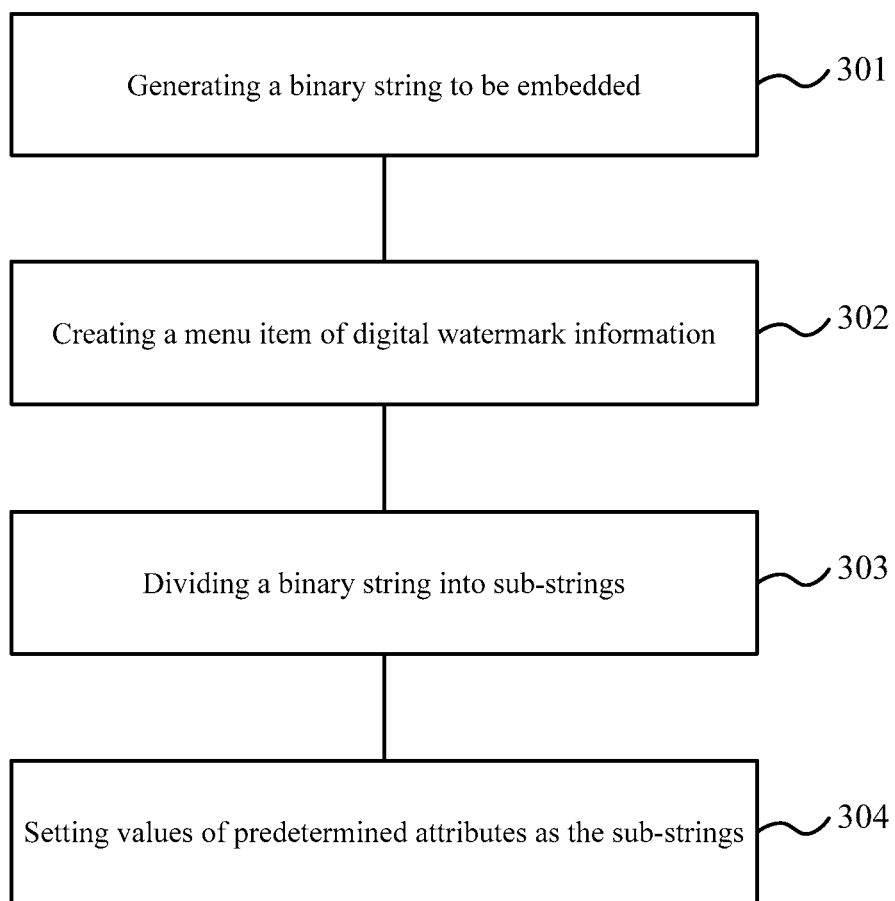 Generating a binary string to be embedded
301
Creating a menu item of digital watermark information
302
Dividing a binary string into sub-strings
303
Setting values of predetermined attributes as the sub-strings
304